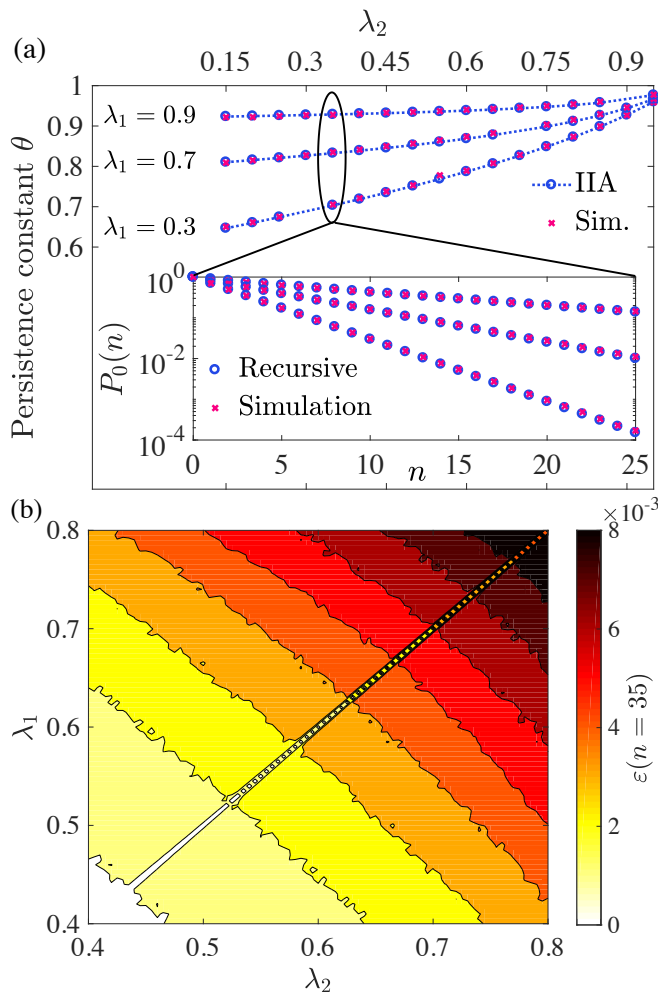 (a)
λ₂
0.15 0.3 0.45 0.6 0.75 0.9
Persistence constant θ
1
0.9
0.8
0.7
0.6
λ₁ = 0.9
λ₁ = 0.7
λ₁ = 0.3
IIA
Sim.
P₀(n)
10⁰
10⁻²
10⁻⁴
Recursive
Simulation
0 5 10 15 20 25
n
(b)
λ₁
0.8
0.7
0.6
0.5
0.4
0.4 0.5 0.6 0.7 0.8
λ₂
×10⁻³
8
6
4
2
0
ε(n = 35)